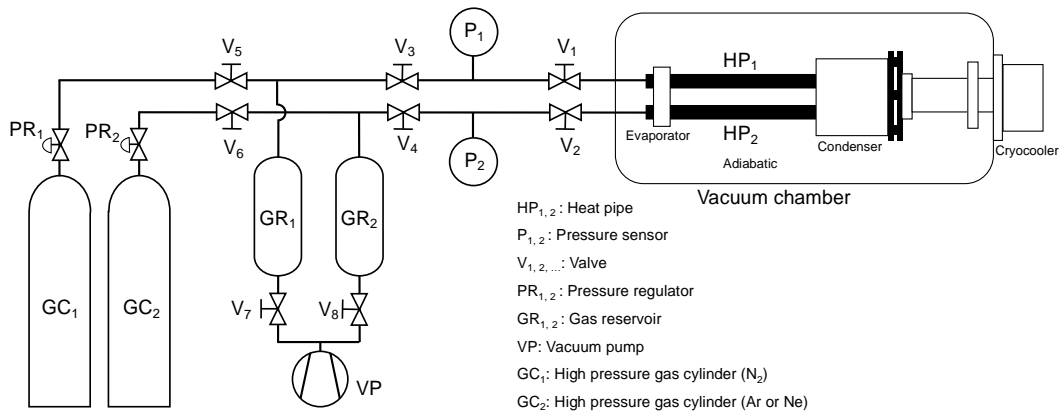 P1
V5
V3
V1
HP1
PR1
PR2
V6
V4
V2
Evaporator
HP2
Condenser
P2
Adiabatic
Cryocooler
Vacuum chamber
GR1
GR2
HP1, 2 : Heat pipe
P1, 2 : Pressure sensor
V1, 2, ...: Valve
PR1, 2 : Pressure regulator
GR1, 2 : Gas reservoir
VP: Vacuum pump
GC1: High pressure gas cylinder (N2)
GC2: High pressure gas cylinder (Ar or Ne)
GC1
GC2
V7
V8
VP